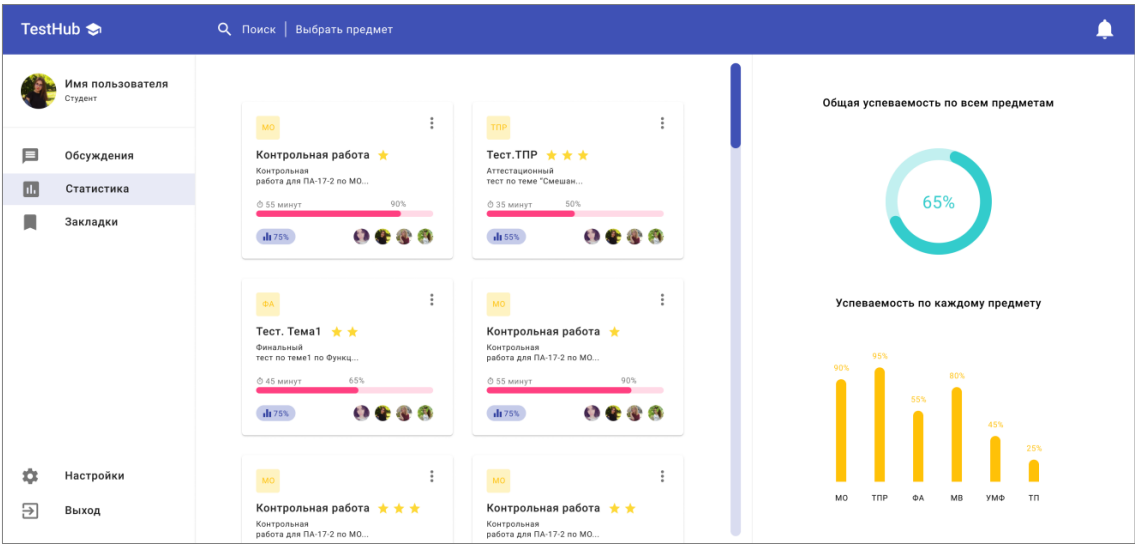 TestHub
Поиск | Выбрать предмет
Имя пользователя
Студент
Обсуждения
Статистика
Закладки
Настройки
Выход
МО
Контрольная работа
Контрольная
работа для ПА-17-2 по МО...
55 минут 90%
75%
ТПР
Тест.ТПР
Аттестационный
тест по теме "Смешан...
35 минут 50%
55%
ФА
Тест. Тема1
Финальный
тест по теме1 по Функц...
45 минут 65%
75%
МО
Контрольная работа
Контрольная
работа для ПА-17-2 по МО...
55 минут 90%
75%
МО
Контрольная работа
Контрольная
работа для ПА-17-2 по МО...
МО
Контрольная работа
Контрольная
работа для ПА-17-2 по МО...
Общая успеваемость по всем предметам
65%
Успеваемость по каждому предмету
90% 95% 55% 80% 45% 25%
МО ТПР ФА МВ УМФ ТП